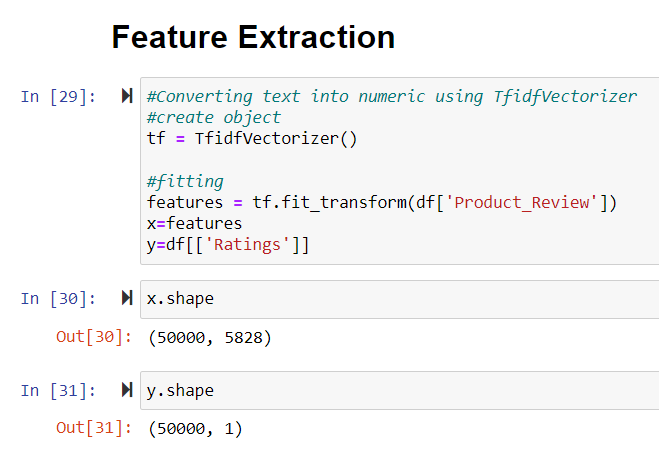 Feature Extraction
In [29]: #Converting text into numeric using TfidfVectorizer
#create object
tf = TfidfVectorizer()
#fitting
features = tf.fit_transform(df['Product_Review'])
x=features
y=df[['Ratings']]
In [30]: x.shape
Out[30]: (50000, 5828)
In [31]: y.shape
Out[31]: (50000, 1)